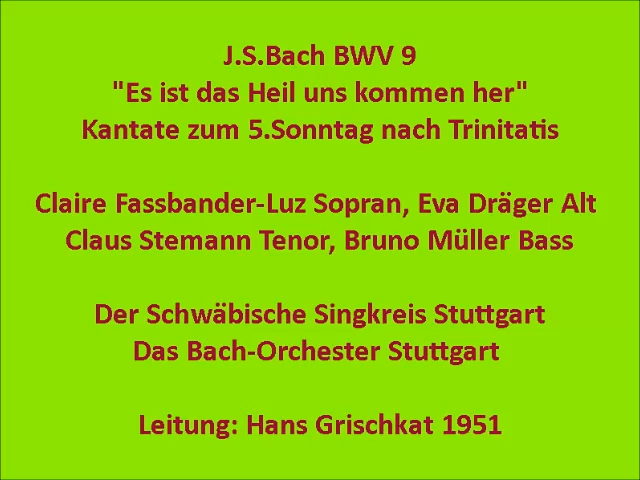 J.S.Bach BWV 9
"Es ist das Heil uns kommen her"
Kantate zum 5.Sonntag nach Trinitatis
Claire Fassbander-Luz Sopran, Eva Dräger Alt
Claus Stemann Tenor, Bruno Müller Bass
Der Schwäbische Singkreis Stuttgart
Das Bach-Orchester Stuttgart
Leitung: Hans Grischkat 1951